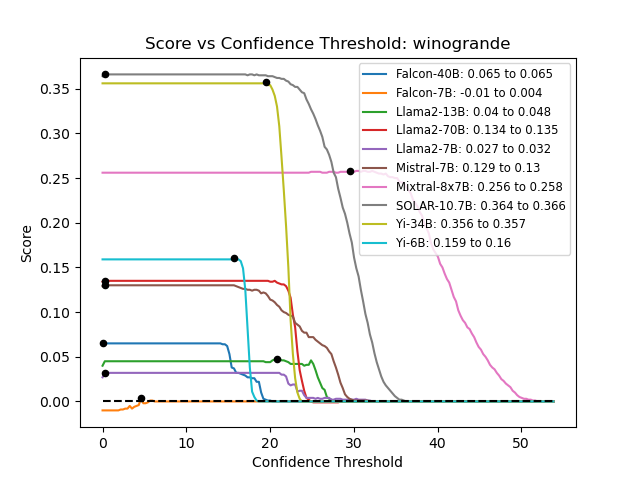 Score vs Confidence Threshold: winogrande
Score
0.35
0.30
0.25
0.20
0.15
0.10
0.05
0.00
Falcon-40B: 0.065 to 0.065
Falcon-7B: -0.01 to 0.004
Llama2-13B: 0.04 to 0.048
Llama2-70B: 0.134 to 0.135
Llama2-7B: 0.027 to 0.032
Mistral-7B: 0.129 to 0.13
Mixtral-8x7B: 0.256 to 0.258
SOLAR-10.7B: 0.364 to 0.366
Yi-34B: 0.356 to 0.357
Yi-6B: 0.159 to 0.16
0 10 20 30 40 50
Confidence Threshold